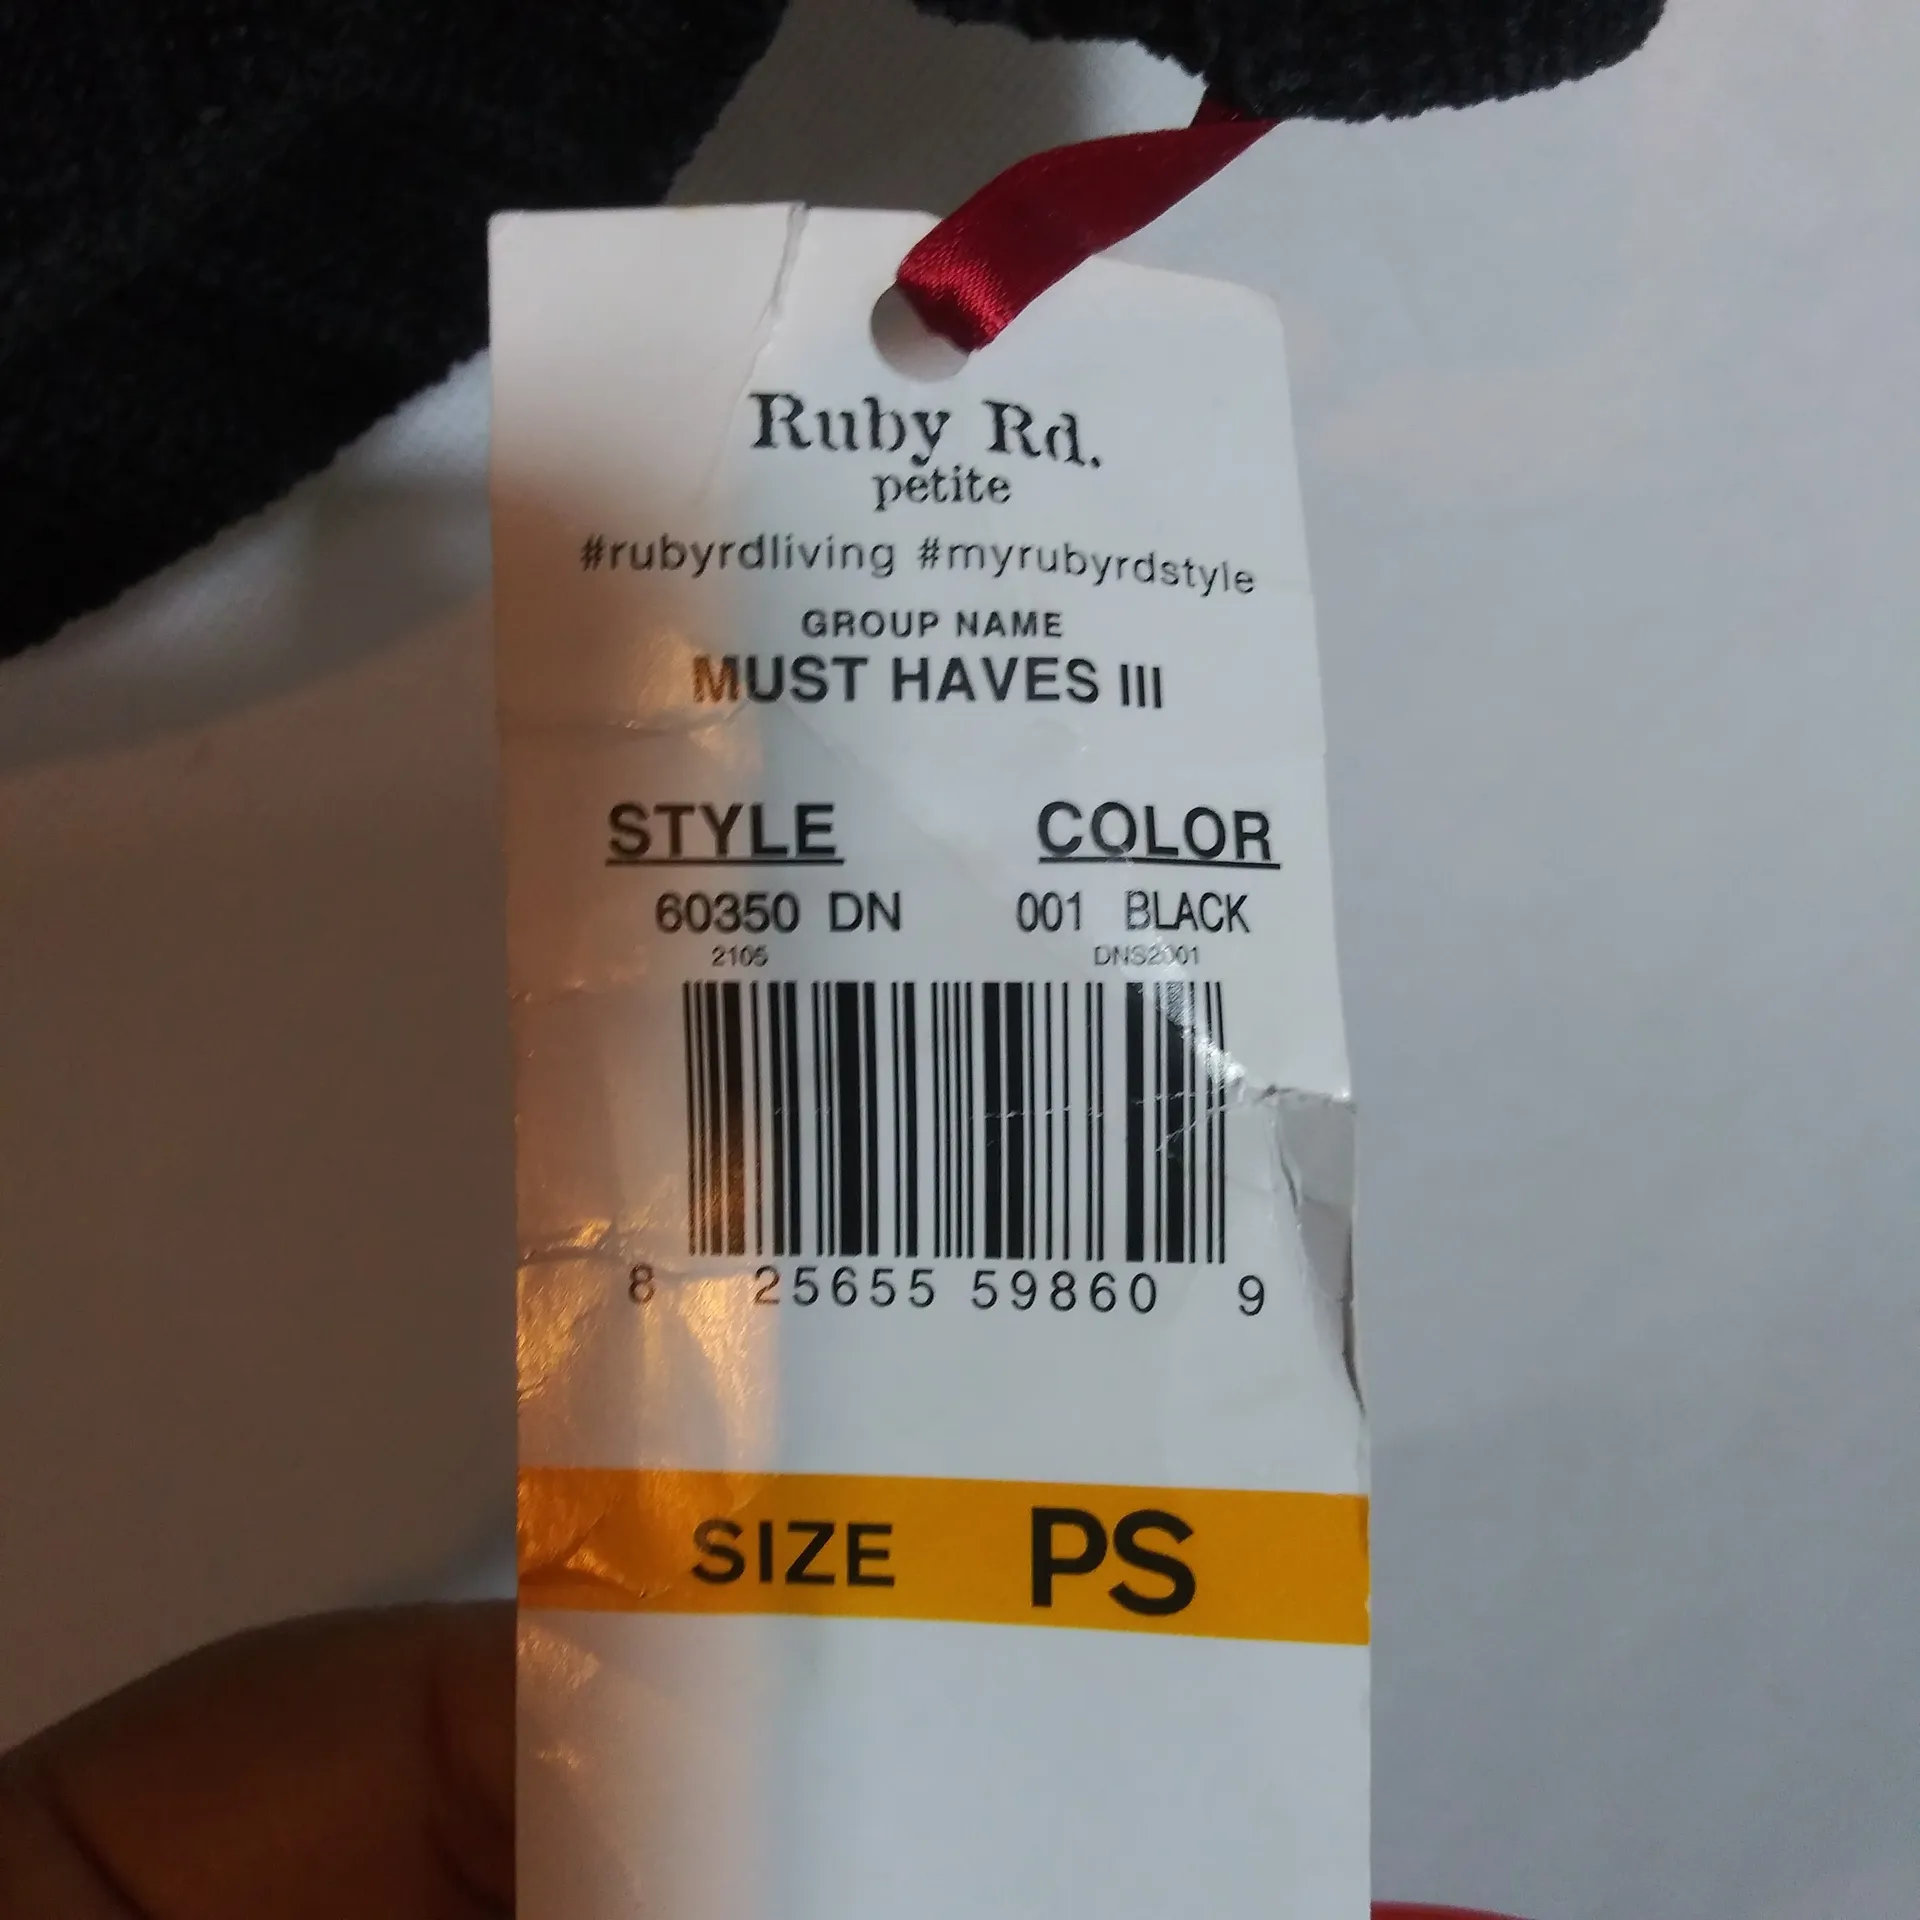 Ruby Rd.
petite
#rubyrdliving #myrubyrdstyle
GROUP NAME
MUST HAVES III
STYLE COLOR
60350 DN 001 BLACK
2105 DNS2001
8 25655 59860 9
SIZE PS